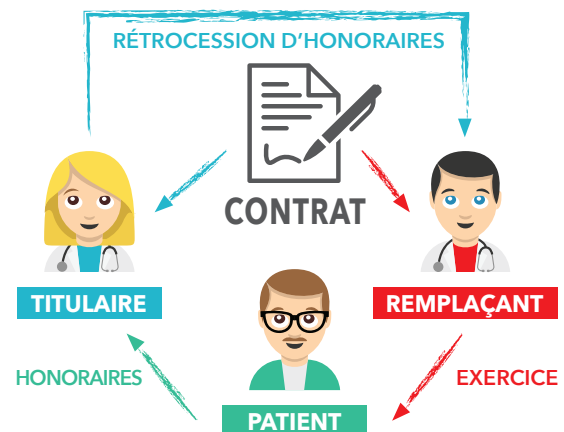 RÉTROCESSION D'HONORAIRES
CONTRAT
TITULAIRE
REMPLAÇANT
HONORAIRES
EXERCICE
PATIENT